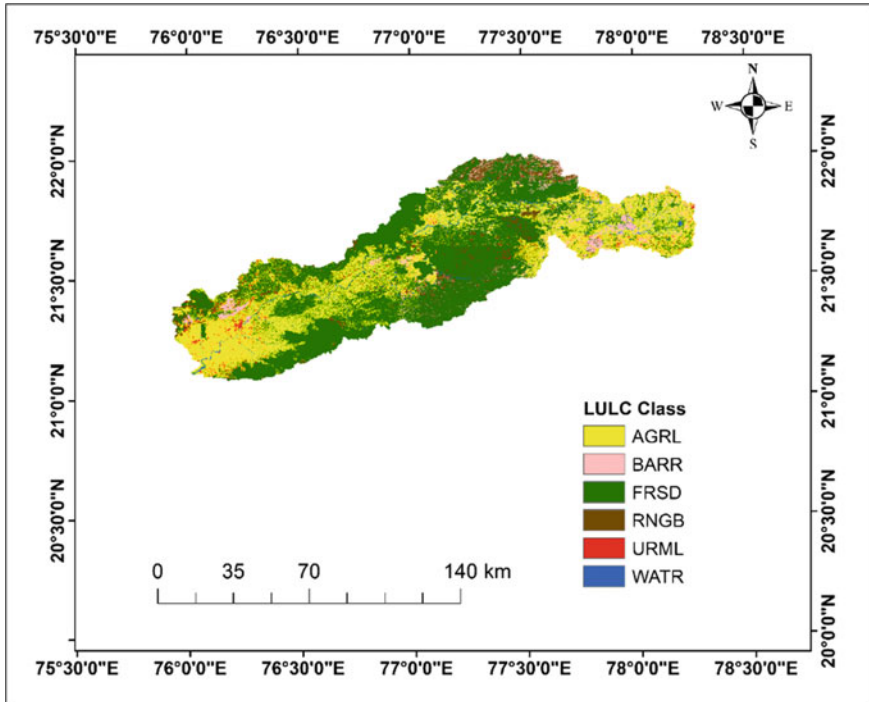 75°30'0"E 76°0'0"E 76°30'0"E 77°0'0"E 77°30'0"E 78°0'0"E 78°30'0"E
N
W E
S
22°0'0"N 22°0'0"N
21°30'0"N 21°30'0"N
21°0'0"N 21°0'0"N
20°30'0"N 20°30'0"N
20°0'0"N
LULC Class
AGRL
BARR
FRSD
RNGB
URML
WATR
0 35 70 140 km
75°30'0"E 76°0'0"E 76°30'0"E 77°0'0"E 77°30'0"E 78°0'0"E 78°30'0"E